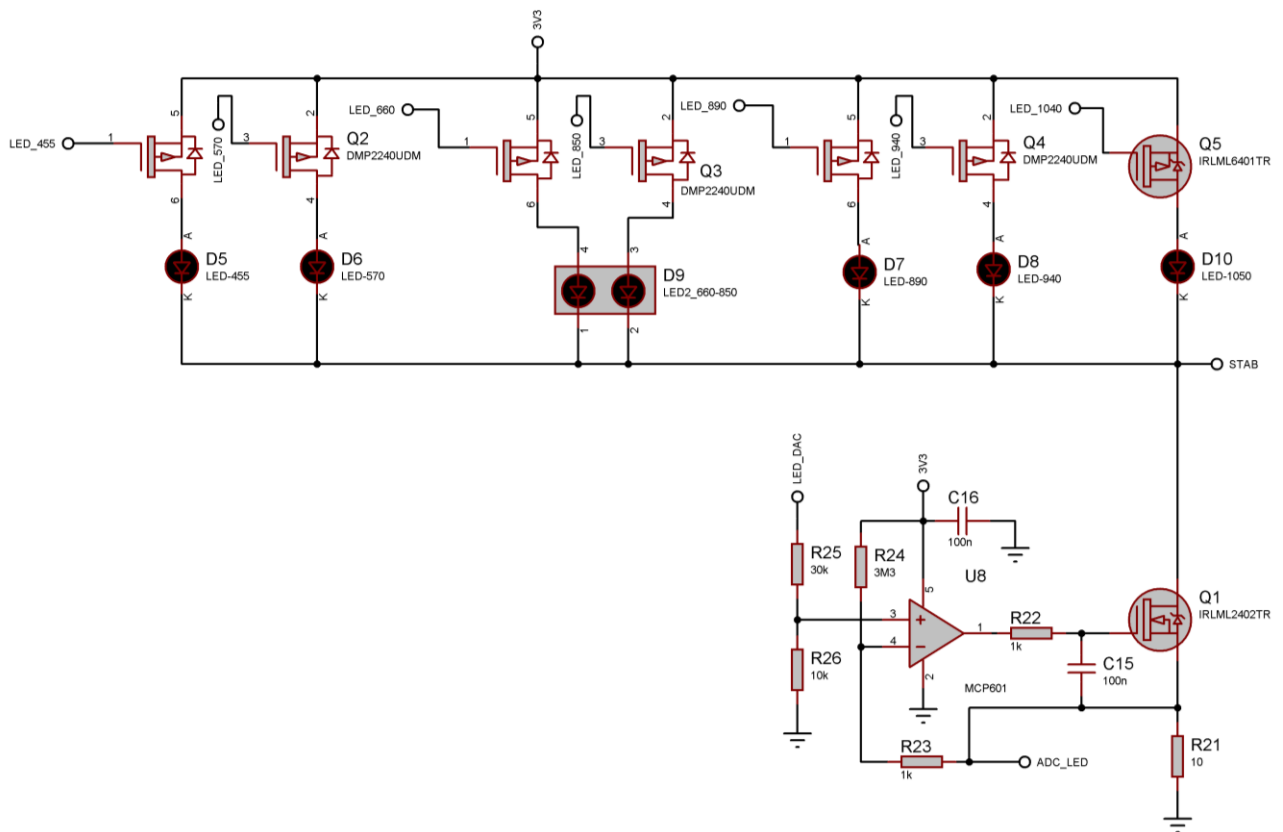 3V3
LED_455
1
5
6
LED_570
3
2
4
Q2
DMP2240UDM
LED_660
1
5
6
LED_850
3
2
4
Q3
DMP2240UDM
LED_890
1
5
6
LED_940
3
2
4
Q4
DMP2240UDM
LED_1040
Q5
IRLML6401TR
A
D5
LED-455
K
A
D6
LED-570
K
4
3
D9
LED2_660-850
1
2
A
D7
LED-890
K
A
D8
LED-940
K
A
D10
LED-1050
K
STAB
LED_DAC
3V3
C16
100n
R25
30k
R24
3M3
U8
5
3
4
1
2
+
−
MCP601
R26
10k
R22
1k
C15
100n
Q1
IRLML2402TR
R23
1k
ADC_LED
R21
10